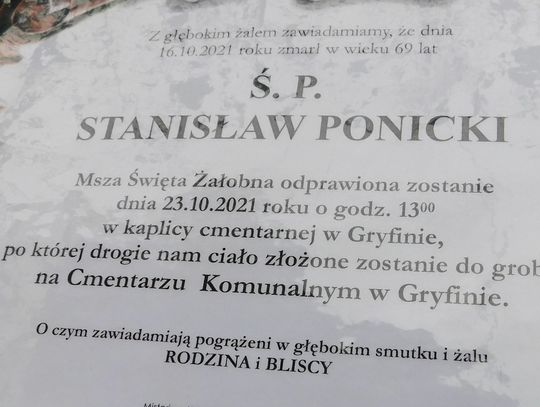 Z głębokim żalem zawiadamiamy, że dnia
16.10.2021 roku zmarł w wieku 69 lat
Ś. P.
STANISŁAW PONICKI
Msza Święta Żałobna odprawiona zostanie
dnia 23.10.2021 roku o godz. 13⁰⁰
w kaplicy cmentarnej w Gryfinie,
po której drogie nam ciało złożone zostanie do grob
na Cmentarzu Komunalnym w Gryfinie.
O czym zawiadamiają pogrążeni w głębokim smutku i żalu
RODZINA i BLISCY